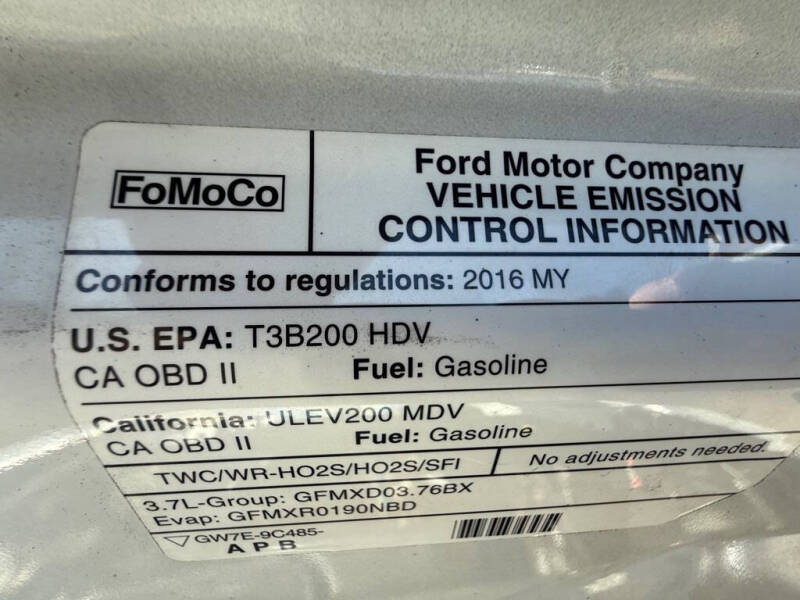 FoMoCo
Ford Motor Company
VEHICLE EMISSION
CONTROL INFORMATION
Conforms to regulations: 2016 MY
U.S. EPA: T3B200 HDV
CA OBD II Fuel: Gasoline
California: ULEV200 MDV
CA OBD II Fuel: Gasoline
TWC/WR-HO2S/HO2S/SFI No adjustments needed.
3.7L-Group: GFMXD03.76BX
Evap: GFMXR0190NBD
GW7E-9C485-
A P B